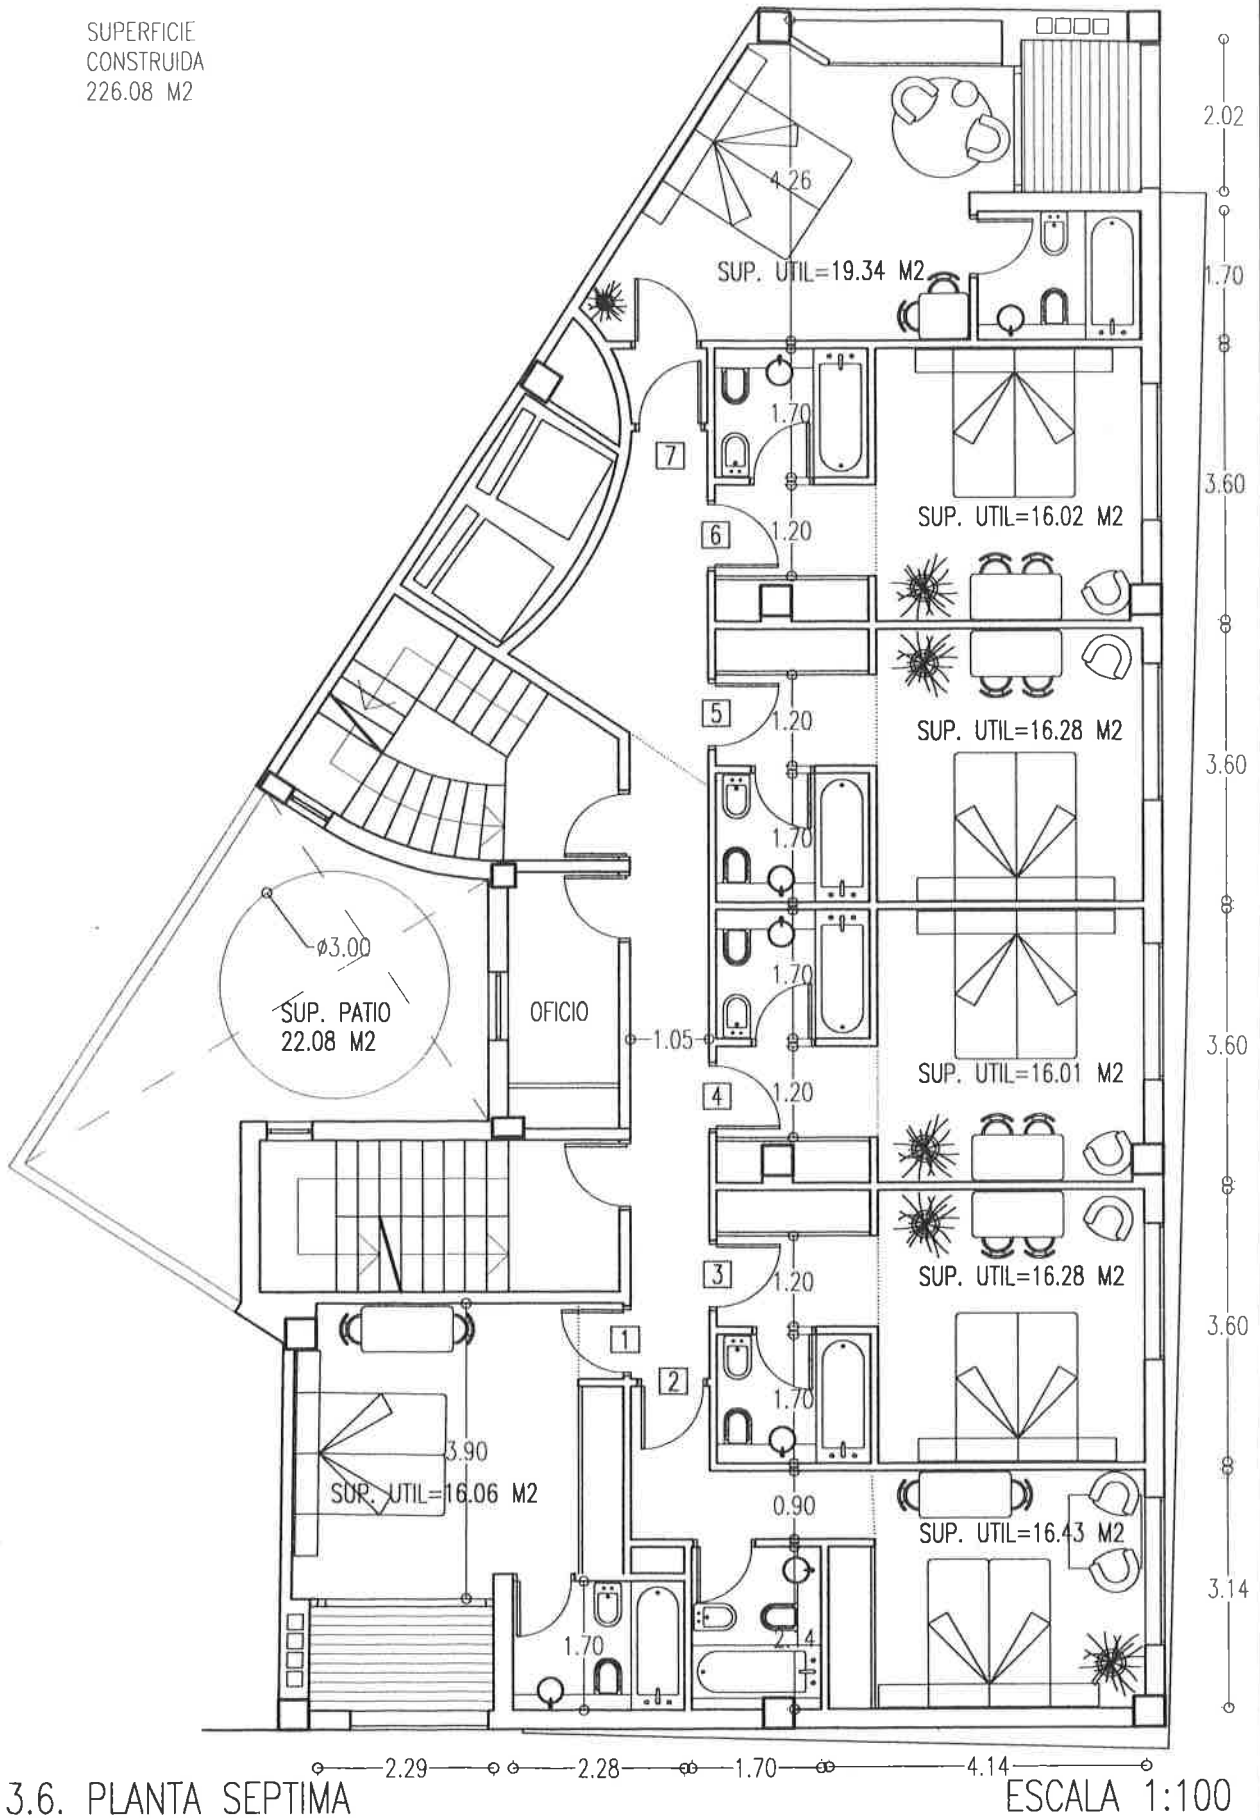 SUPERFICIE
CONSTRUIDA
226.08 M2
2.02
4.26
SUP. UTIL=19.34 M2
1.70
1.70
7
3.60
SUP. UTIL=16.02 M2
6
1.20
5
1.20
SUP. UTIL=16.28 M2
3.60
1.70
ø3.00
1.70
SUP. PATIO
22.08 M2
OFICIO
1.05
3.60
SUP. UTIL=16.01 M2
4
1.20
3
1.20
SUP. UTIL=16.28 M2
3.60
1
2
1.70
3.90
SUP. UTIL=16.06 M2
0.90
SUP. UTIL=16.43 M2
3.14
1.70
2.14
2.29
2.28
1.70
4.14
3.6. PLANTA SEPTIMA
ESCALA 1:100